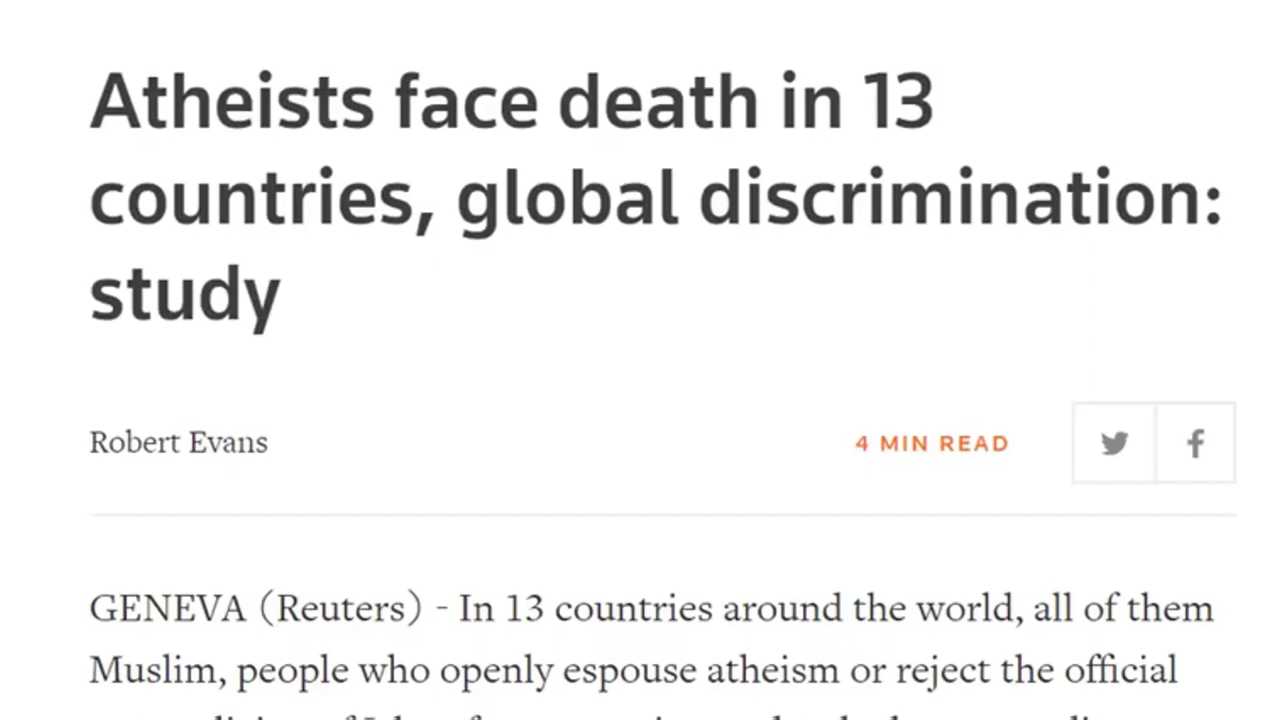 Atheists face death in 13
countries, global discrimination:
study
Robert Evans
4 MIN READ
GENEVA (Reuters) - In 13 countries around the world, all of them
Muslim, people who openly espouse atheism or reject the official